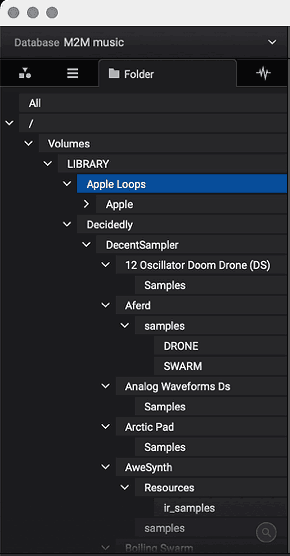 Database M2M music
Folder
All
/
Volumes
LIBRARY
Apple Loops
Apple
Decidedly
DecentSampler
12 Oscillator Doom Drone (DS)
Samples
Aferd
samples
DRONE
SWARM
Analog Waveforms Ds
Samples
Arctic Pad
Samples
AweSynth
Resources
ir_samples
samples
Boiling Swarm